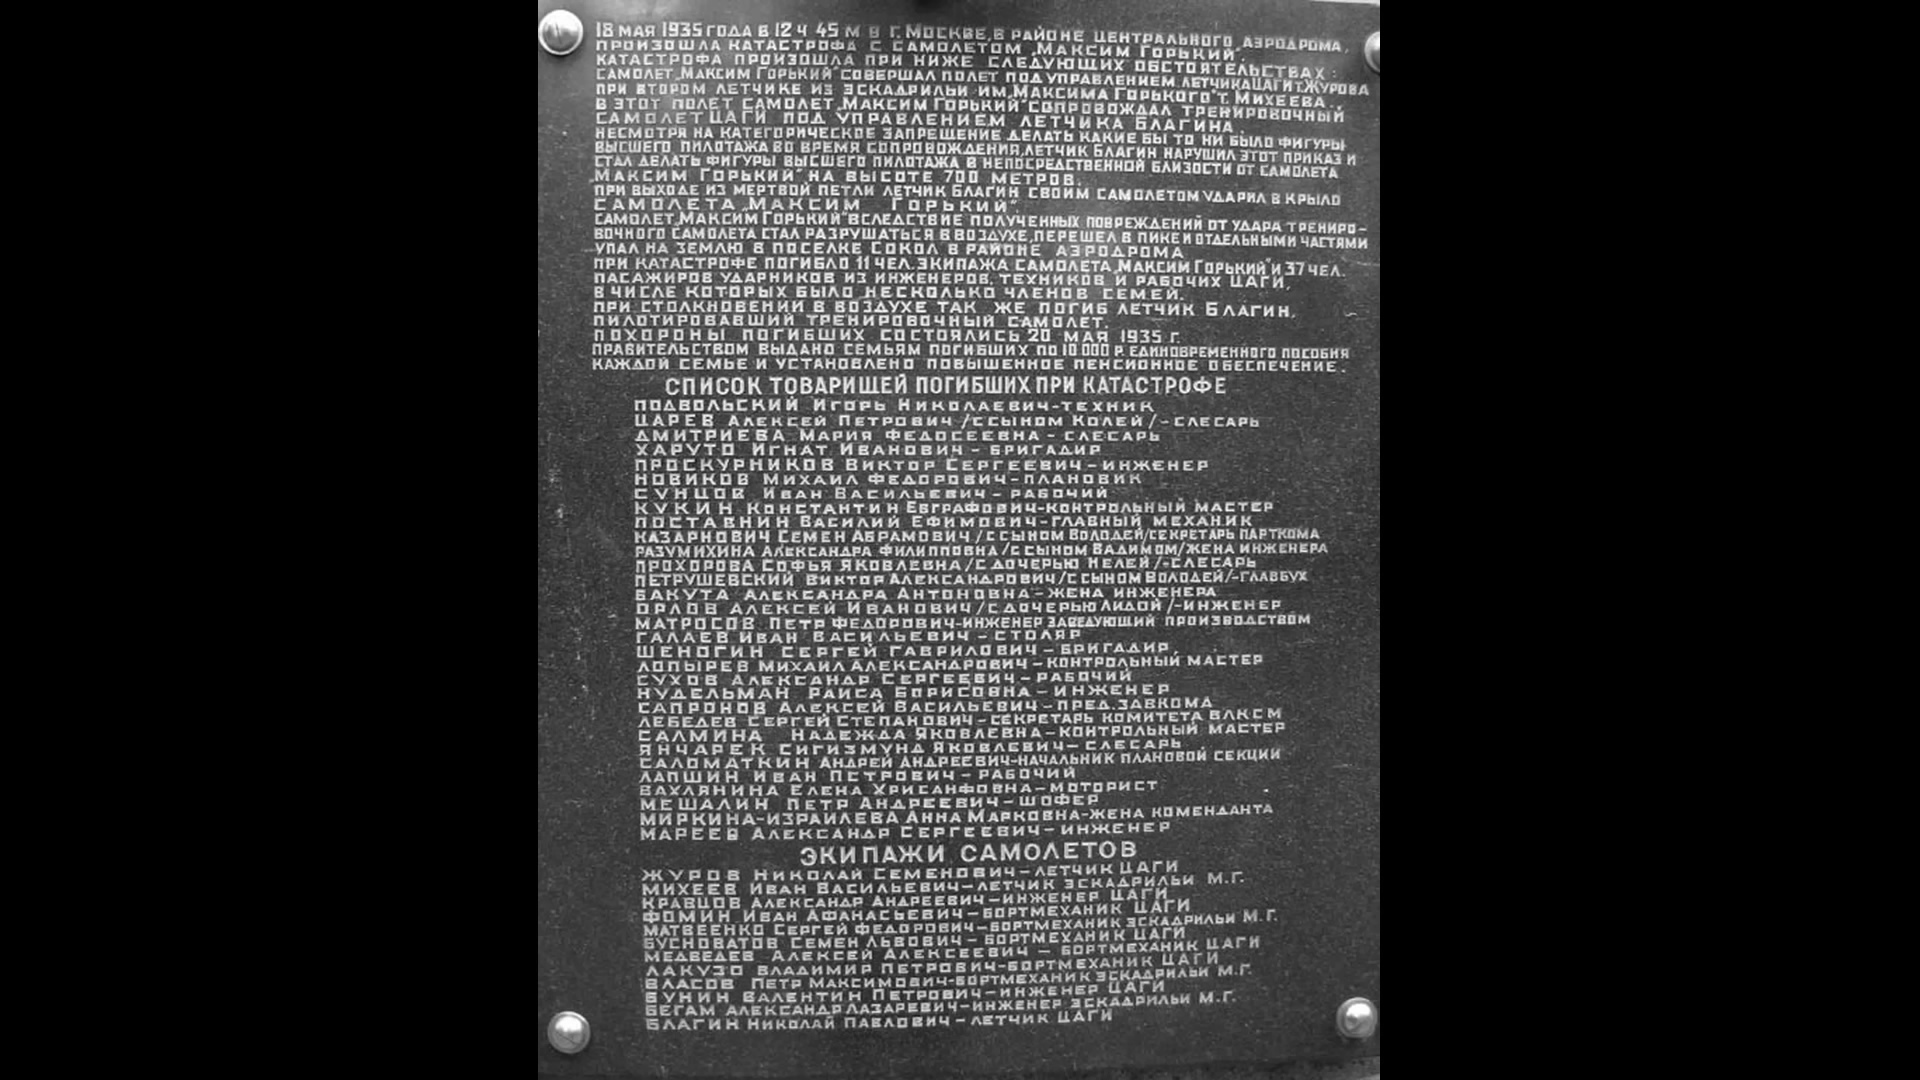 18 мая 1935 года в 12 ч 45 м в г. Москве, в районе центрального аэродрома,
произошла катастрофа с самолетом „Максим Горький".
Катастрофа произошла при ниже следующих обстоятельствах:
самолет „Максим Горький" совершал полет под управлением летчика ЦАГИ т. Журова
при втором летчике из эскадрильи им. Максима Горького т. Михеева.,
в этот полет самолет „Максим Горький" сопровождал тренировочный
самолет ЦАГИ под управлением летчика Благина.
Несмотря на категорическое запрещение делать какие бы то ни было фигуры
высшего пилотажа во время сопровождения, летчик Благин нарушил этот приказ и
стал делать фигуры высшего пилотажа в непосредственной близости от самолета
„Максим Горький", на высоте 700 метров.
При выходе из мертвой петли летчик Благин своим самолетом ударил в крыло
самолета „Максим Горький".
Самолет „Максим Горький" вследствие полученных повреждений от удара трениро-
вочного самолета стал разрушаться в воздухе, перешел в пике и отдельными частями
упал на землю в поселке Сокол в районе аэродрома
При катастрофе погибло 11 чел. экипажа самолета „Максим Горький" и 37 чел.
пасажиров ударников из инженеров, техников и рабочих ЦАГИ,
в числе которых было несколько членов семей.
При столкновении в воздухе так же погиб летчик Благин,
пилотировавший тренировочный самолет.
Похороны погибших состоялись 20 мая 1935 г.
Правительством выдано семьям погибших по 10 000 р. единовременного пособия
каждой семье и установлено повышенное пенсионное обеспечение.
СПИСОК ТОВАРИЩЕЙ ПОГИБШИХ ПРИ КАТАСТРОФЕ
ПОДВОЛЬСКИЙ Игорь Николаевич-техник
ЦАРЕВ Алексей Петрович /с сыном Колей/-слесарь
ДМИТРИЕВА Мария Федосеевна - слесарь
ХАРУТО Игнат Иванович - бригадир
ПРОСКУРНИКОВ Виктор Сергеевич-инженер
НОВИКОВ Михаил Федорович-плановик
СУНЦОВ Иван Васильевич - рабочий
КУКИН Константин Евграфович-контрольный мастер
ПОСТАВНИН Василий Ефимович-главный механик
КАЗАРНОВИЧ Семен Абрамович /с сыном Володей/секретарь парткома
РАЗУМИХИНА Александра Филипповна /с сыном Вадимом/жена инженера
ПРОХОРОВА Софья Яковлевна /с дочерью Нелей/-слесарь
ПЕТРУШЕВСКИЙ Виктор Александрович /с сыном Володей/-главбух
БАКУТА Александра Антоновна-жена инженера
ОРЛОВ Алексей Иванович /с дочерью Лидой/-инженер
МАТРОСОВ Петр Федорович-инженер заведующий производством
ГАЛАЕВ Иван Васильевич - столяр
ШЕНОГИН Сергей Гаврилович - бригадир,
ЛОПЫРЕВ Михаил Александрович-контрольный мастер
СУХОВ Александр Сергеевич-рабочий
НУДЕЛЬМАН Раиса Борисовна - инженер
САПРОНОВ Алексей Васильевич-пред. завкома
ЛЕБЕДЕВ Сергей Степанович-секретарь комитета ВЛКСМ
САЛМИНА Надежда Яковлевна-контрольный мастер
ЯНЧАРЕК Сигизмунд Яковлевич-слесарь
САЛОМАТКИН Андрей Андреевич-начальник плановой секции
ЛАПШИН Иван Петрович - рабочий
ВАХЛЯНИНА Елена Хрисанфовна-моторист
МЕШАЛИН Петр Андреевич-шофер
МИРКИНА-ИЗРАИЛЕВА Анна Марковна-жена коменданта
МАРЕЕВ Александр Сергеевич-инженер
ЭКИПАЖИ САМОЛЕТОВ
ЖУРОВ Николай Семенович-летчик ЦАГИ
МИХЕЕВ Иван Васильевич-летчик эскадрильи М.Г.
КРАВЦОВ Александр Андреевич-инженер ЦАГИ
ФОМИН Иван Афанасьевич-бортмеханик ЦАГИ
МАТВЕЕНКО Сергей Федорович-бортмеханик эскадрильи М.Г.
БУСНОВАТОВ Семен Львович - бортмеханик ЦАГИ
МЕДВЕДЕВ Алексей Алексеевич - бортмеханик ЦАГИ
ЛАКУЗО Владимир Петрович-бортмеханик ЦАГИ
ВЛАСОВ Петр Максимович-бортмеханик эскадрильи М.Г.
БУНИН Валентин Петрович-инженер ЦАГИ
БЕГАМ Александр Лазаревич-инженер эскадрильи М.Г.
БЛАГИН Николай Павлович-летчик ЦАГИ